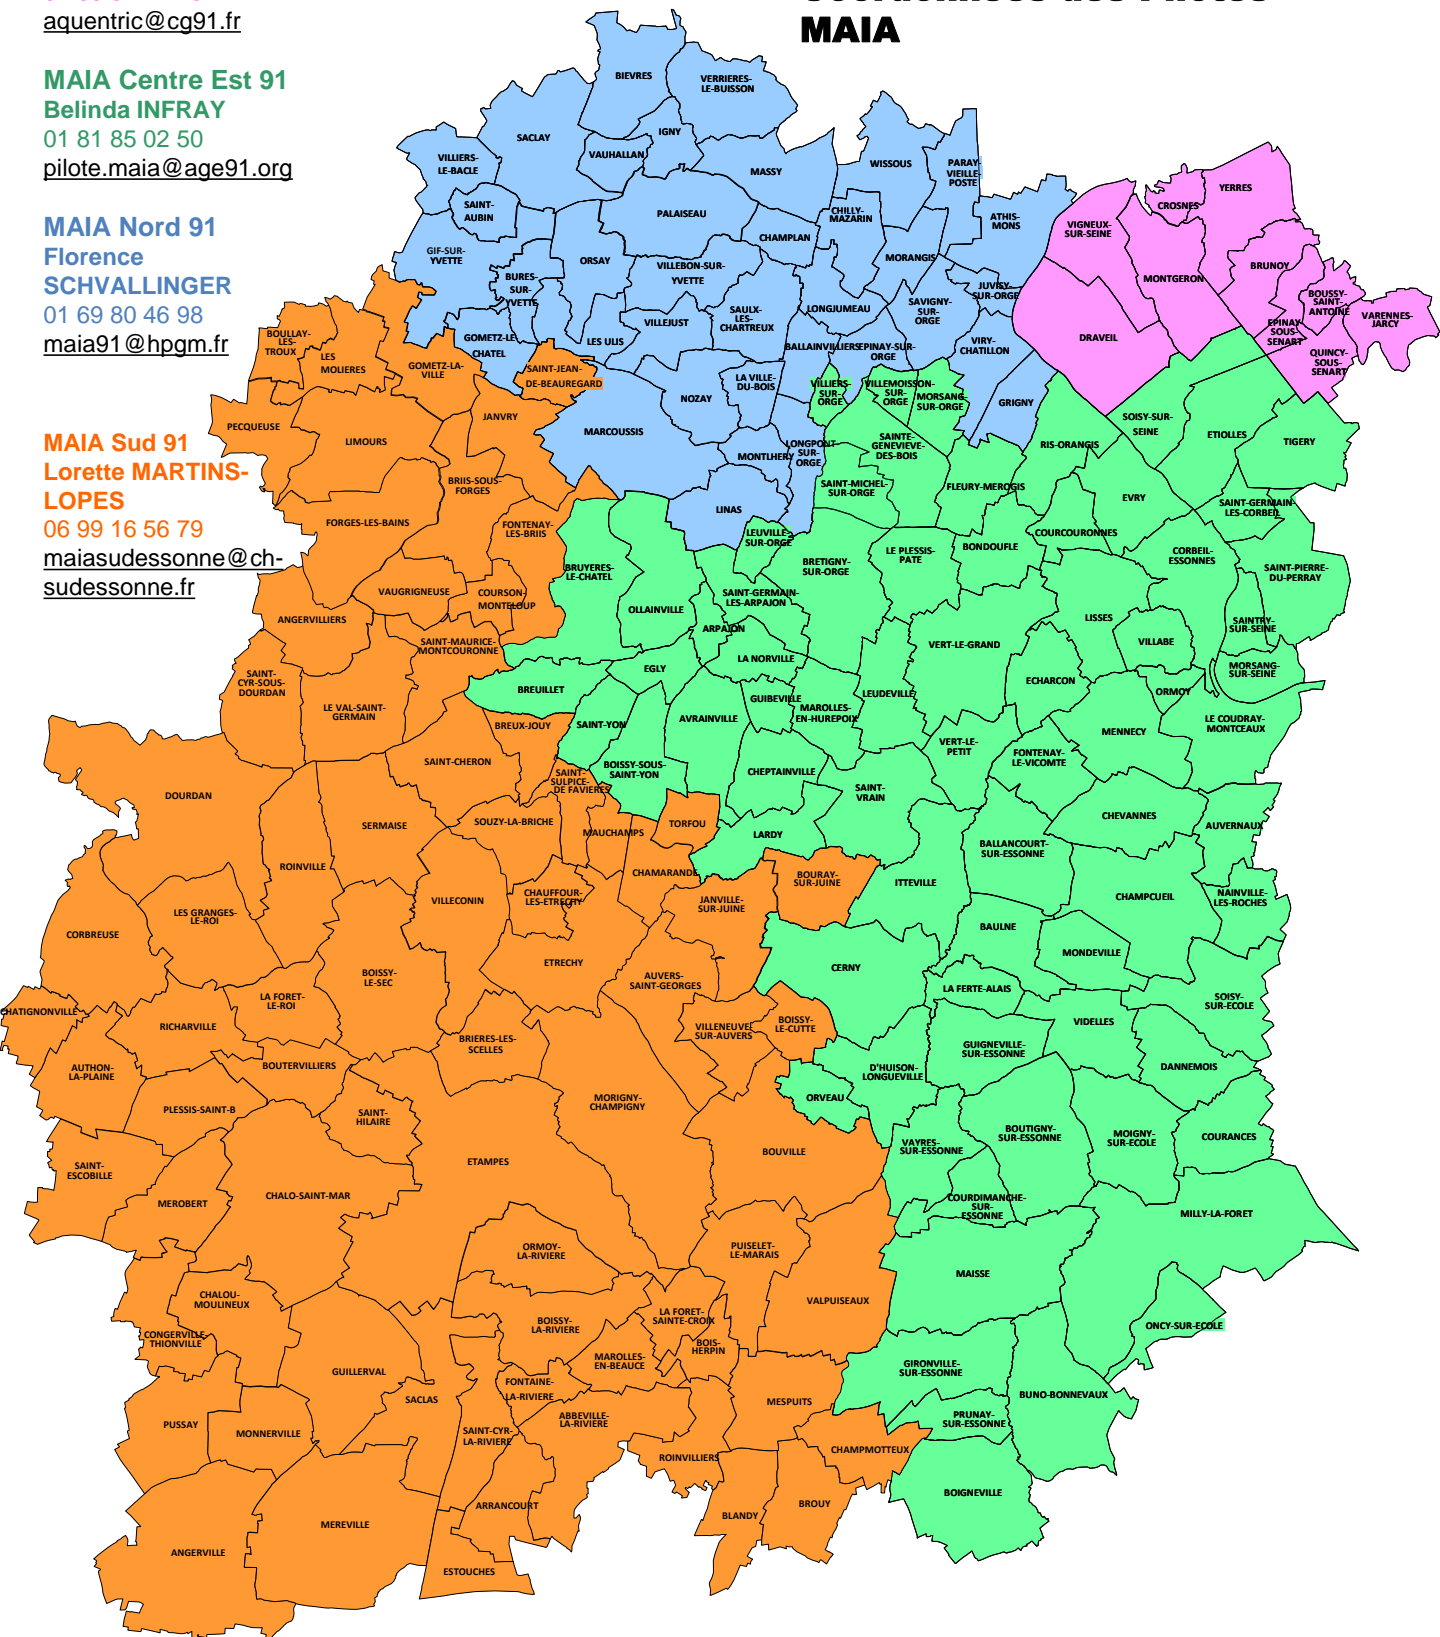 aquentric@cg91.fr
MAIA
MAIA Centre Est 91
Belinda INFRAY
01 81 85 02 50
pilote.maia@age91.org
MAIA Nord 91
Florence
SCHVALLINGER
01 69 80 46 98
maia91@hpgm.fr
MAIA Sud 91
Lorette MARTINS-
LOPES
06 99 16 56 79
maiasudessonne@ch-
sudessonne.fr
BIEVRES
VERRIERES-
LE-BUISSON
SACLAY
IGNY
VAUHALLAN
VILLIERS-
LE-BACLE
MASSY
WISSOUS
PARAY-
VIEILLE-
POSTE
SAINT-
AUBIN
PALAISEAU
CHILLY-
MAZARIN
ATHIS-
MONS
CHAMPLAN
GIF-SUR-
YVETTE
ORSAY
BURES-
SUR-
YVETTE
VILLEBON-SUR-
YVETTE
MORANGIS
JUVISY-
SUR-ORGE
SAULX-
LES-
CHARTREUX
LONGJUMEAU
SAVIGNY-
SUR-
ORGE
VILLEJUST
LES ULIS
GOMETZ-LE-
CHATEL
BALLAINVILLIERS
EPINAY-SUR-
ORGE
VIRY-
CHATILLON
GRIGNY
LA VILLE-
DU-BOIS
NOZAY
MARCOUSSIS
MONTLHERY
LONGPONT-
SUR-
ORGE
LINAS
VIGNEUX-
SUR-SEINE
CROSNES
YERRES
MONTGERON
BRUNOY
BOUSSY-
SAINT-
ANTOINE
VARENNES-
JARCY
EPINAY
SOUS-
SENART
QUINCY-
SOUS-
SENART
DRAVEIL
BOULLAY-
LES-
TROUX
LES
MOLIERES
GOMETZ-LA-
VILLE
SAINT-JEAN-
DE-BEAUREGARD
JANVRY
PECQUEUSE
LIMOURS
BRIIS-SOUS-
FORGES
FORGES-LES-BAINS
FONTENAY-
LES-BRIIS
VAUGRIGNEUSE
COURSON-
MONTELOUP
ANGERVILLIERS
SAINT-MAURICE-
MONTCOURONNE
SAINT-
CYR-SOUS-
DOURDAN
LE VAL-SAINT-
GERMAIN
BREUX-JOUY
SAINT-CHERON
SAINT-
SULPICE-
DE FAVIERES
DOURDAN
SERMAISE
SOUZY-LA-BRICHE
MAUCHAMPS
TORFOU
ROINVILLE
CHAMARANDE
VILLECONIN
CHAUFFOUR-
LES-ETRECHY
JANVILLE-
SUR-JUINE
BOURAY-
SUR-JUINE
LES GRANGES-
LE-ROI
CORBREUSE
ETRECHY
BOISSY-
LE-SEC
AUVERS-
SAINT-GEORGES
LA FORET-
LE-ROI
CHATIGNONVILLE
RICHARVILLE
VILLENEUVE-
SUR-AUVERS
BOISSY-
LE-CUTTE
BRIERES-LES-
SCELLES
BOUTERVILLIERS
AUTHON-
LA-PLAINE
PLESSIS-SAINT-B
SAINT-
HILAIRE
MORIGNY-
CHAMPIGNY
BOUVILLE
ETAMPES
SAINT-
ESCOBILLE
MEROBERT
CHALO-SAINT-MAR
ORMOY-
LA-RIVIERE
PUISELET-
LE-MARAIS
VALPUISEAUX
CHALOU-
MOULINEUX
CONGERVILLE-
THIONVILLE
BOISSY-
LA-RIVIERE
LA FORET-
SAINTE-CROIX
BOIS-
HERPIN
MAROLLES-
EN-BEAUCE
GUILLERVAL
FONTAINE-
LA-RIVIERE
SACLAS
MESPUITS
ABBEVILLE-
LA-RIVIERE
PUSSAY
MONNERVILLE
SAINT-CYR-
LA-RIVIERE
ROINVILLIERS
CHAMPMOTTEUX
ARRANCOURT
BROUY
BLANDY
MEREVILLE
ANGERVILLE
ESTOUCHES
VILLIERS-
SUR-
ORGE
VILLEMOISSON-
SUR-
ORGE
MORSANG-
SUR-ORGE
SOISY-SUR-
SEINE
ETIOLLES
TIGERY
SAINTE-
GENEVIEVE-
DES-BOIS
RIS-ORANGIS
SAINT-MICHEL-
SUR-ORGE
FLEURY-MEROGIS
EVRY
SAINT-GERMAIN-
LES-CORBEIL
LEUVILLE-
SUR-ORGE
COURCOURONNES
BRETIGNY-
SUR-ORGE
LE PLESSIS-
PATE
BONDOUFLE
CORBEIL-
ESSONNES
SAINT-PIERRE-
DU-PERRAY
BRUYERES-
LE-CHATEL
OLLAINVILLE
SAINT-GERMAIN-
LES-ARPAJON
ARPAJON
LISSES
SAINTRY-
SUR-SEINE
VILLABE
VERT-LE-GRAND
LA NORVILLE
EGLY
MORSANG-
SUR-SEINE
ECHARCON
ORMOY
BREUILLET
GUIBEVILLE
LEUDEVILLE
MAROLLES-
EN-HUREPOIX
SAINT-YON
AVRAINVILLE
LE COUDRAY-
MONTCEAUX
MENNECY
VERT-LE-
PETIT
FONTENAY-
LE-VICOMTE
BOISSY-SOUS-
SAINT-YON
CHEPTAINVILLE
SAINT-
VRAIN
CHEVANNES
AUVERNAUX
LARDY
BALLANCOURT-
SUR-ESSONNE
ITTEVILLE
CHAMPCUEIL
NAINVILLE-
LES-ROCHES
BAULNE
MONDEVILLE
CERNY
LA FERTE-ALAIS
SOISY-
SUR-ECOLE
VIDELLES
GUIGNEVILLE-
SUR-ESSONNE
D'HUISON-
LONGUEVILLE
DANNEMOIS
ORVEAU
VAYRES-
SUR-ESSONNE
BOUTIGNY-
SUR-ESSONNE
MOIGNY-
SUR-ECOLE
COURANCES
COURDIMANCHE-
SUR-
ESSONNE
MILLY-LA-FORET
MAISSE
ONCY-SUR-ECOLE
GIRONVILLE-
SUR-ESSONNE
BUNO-BONNEVAUX
PRUNAY-
SUR-ESSONNE
BOIGNEVILLE